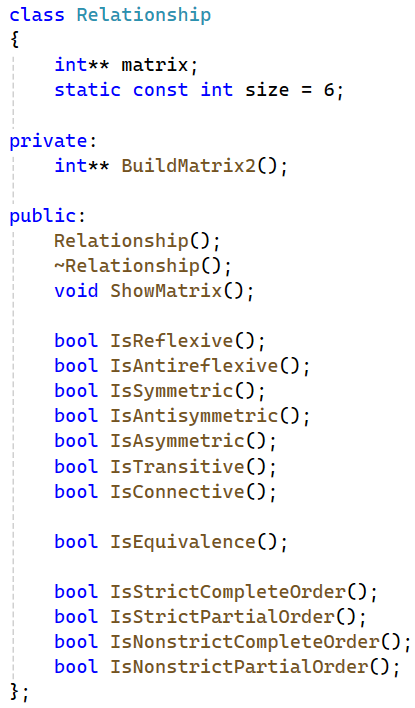 class Relationship
{
    int** matrix;
    static const int size = 6;

private:
    int** BuildMatrix2();

public:
    Relationship();
    ~Relationship();
    void ShowMatrix();

    bool IsReflexive();
    bool IsAntireflexive();
    bool IsSymmetric();
    bool IsAntisymmetric();
    bool IsAsymmetric();
    bool IsTransitive();
    bool IsConnective();

    bool IsEquivalence();

    bool IsStrictCompleteOrder();
    bool IsStrictPartialOrder();
    bool IsNonstrictCompleteOrder();
    bool IsNonstrictPartialOrder();
};